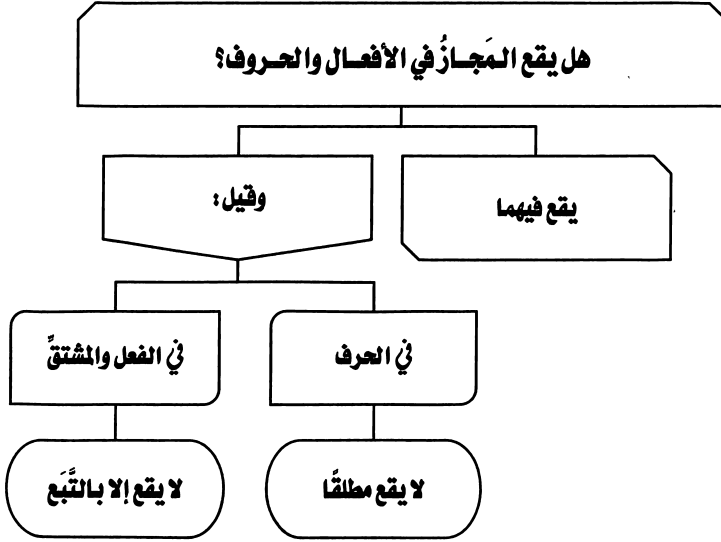 هل يقع المَجازُ في الأفعال والحروف؟
يقع فيهما
وقيل:
في الحرف
في الفعل والمشتقِّ
لا يقع مطلقًا
لا يقع إلا بالتَّبَع